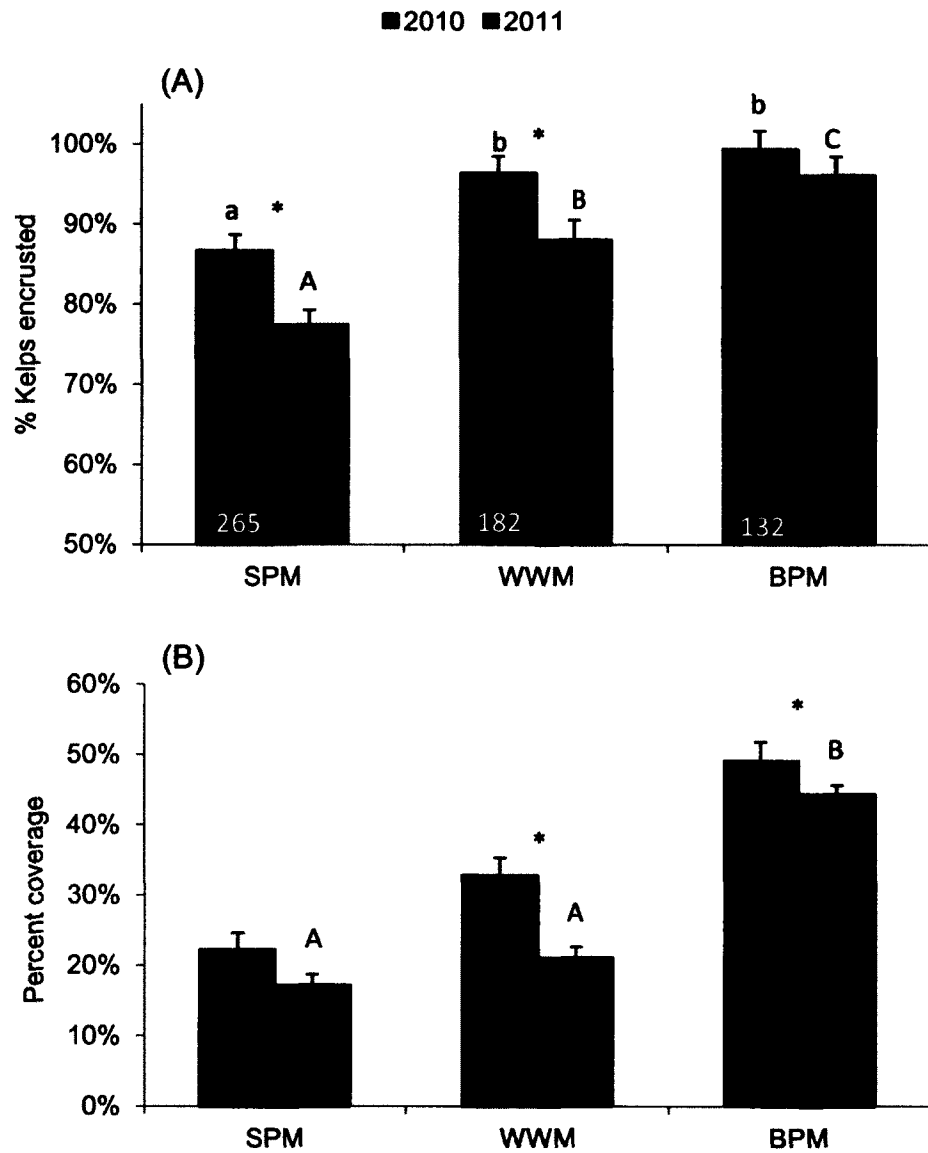 2010 2011
(A)
% Kelps encrusted
100%
90%
80%
70%
60%
50%
a * A
b * B
b C
265 182 132
SPM WWM BPM
(B)
Percent coverage
60%
50%
40%
30%
20%
10%
0%
A
* A
* B
SPM WWM BPM